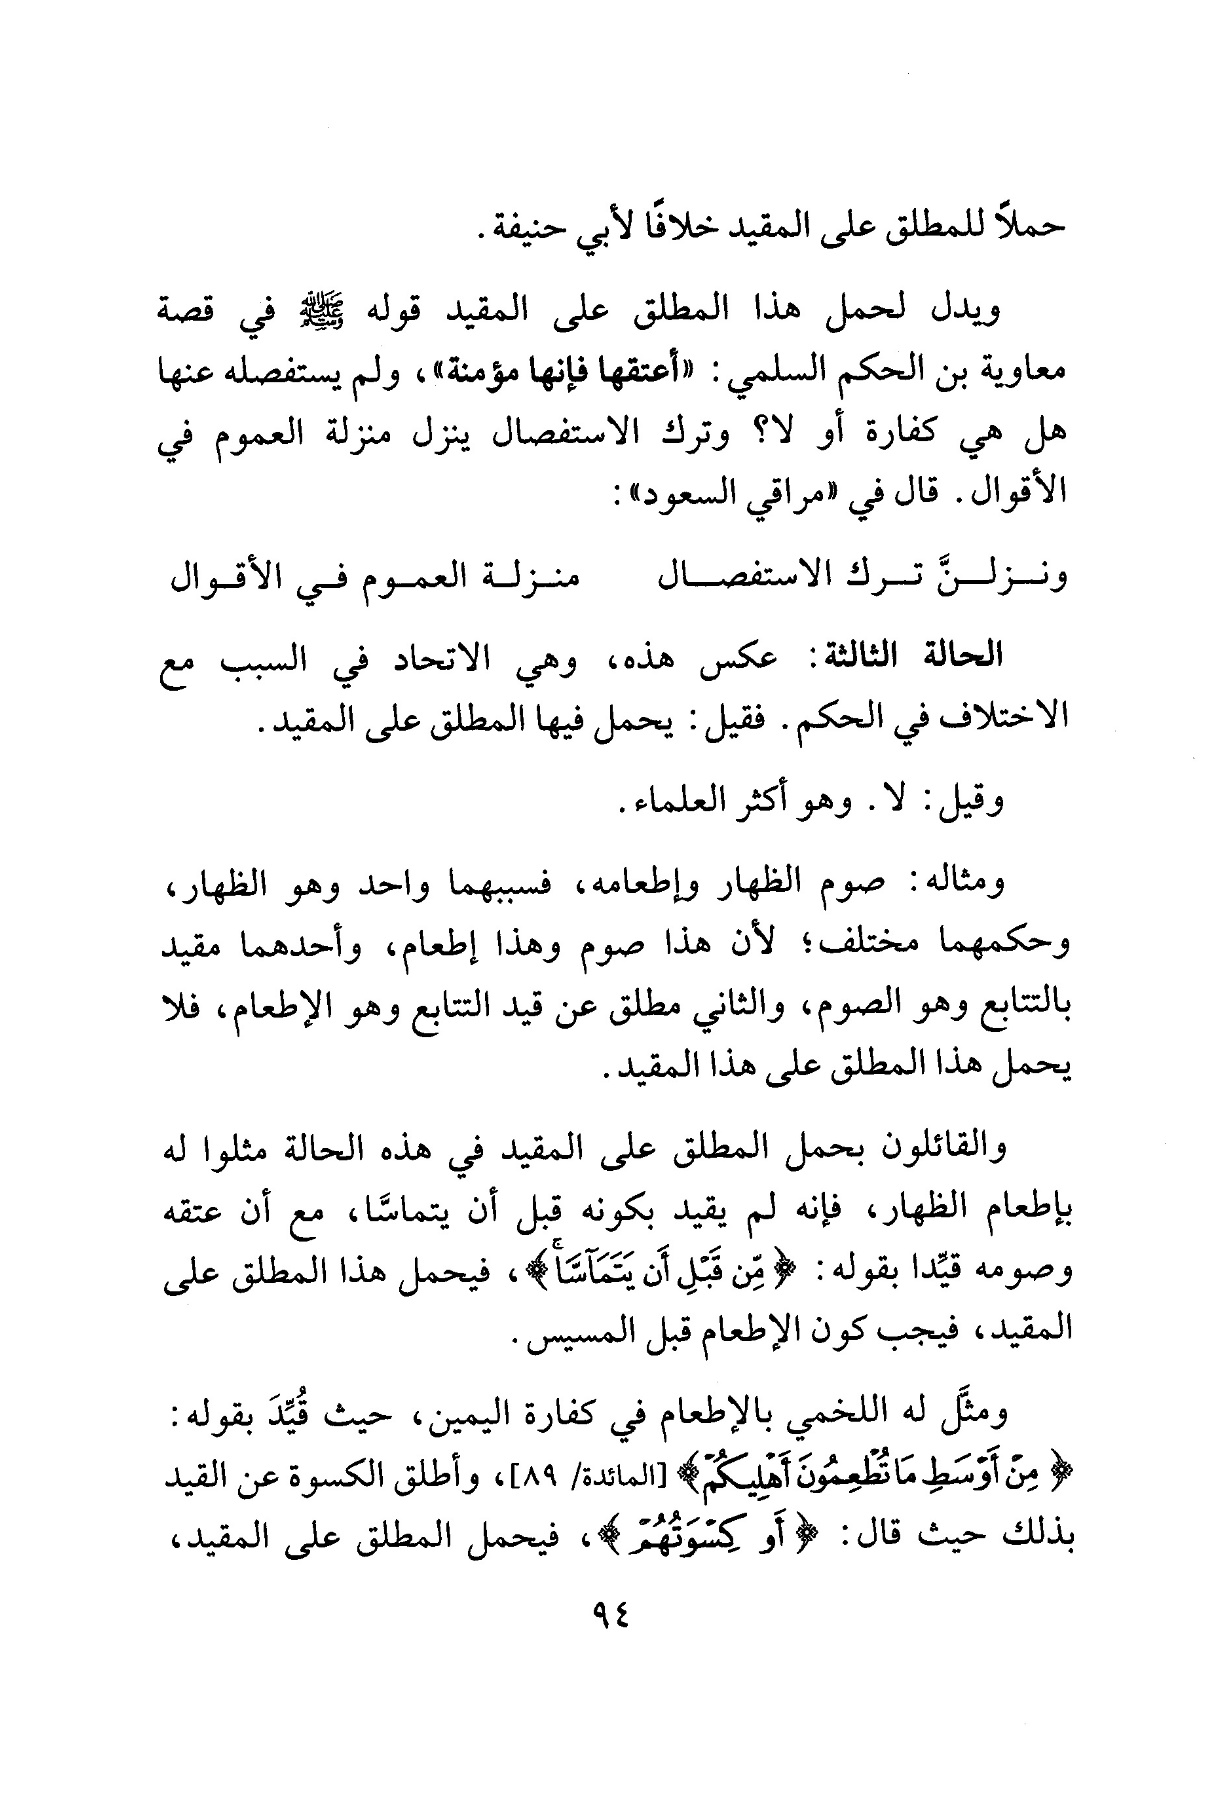 حملاً للمطلق على المقيد خلافًا لأبي حنيفة.
ويدل لحمل هذا المطلق على المقيد قوله ﷺ في قصة
معاوية بن الحكم السلمي: «أعتقها فإنها مؤمنة»، ولم يستفصله عنها
هل هي كفارة أو لا؟ وترك الاستفصال ينزل منزلة العموم في
الأقوال. قال في «مراقي السعود»:
ونـزلـنَّ تـرك الاستفصـال منـزلـة العمـوم فـي الأقـوال
الحالة الثالثة: عكس هذه، وهي الاتحاد في السبب مع
الاختلاف في الحكم. فقيل: يحمل فيها المطلق على المقيد.
وقيل: لا. وهو أكثر العلماء.
ومثاله: صوم الظهار وإطعامه، فسببهما واحد وهو الظهار،
وحكمهما مختلف؛ لأن هذا صوم وهذا إطعام، وأحدهما مقيد
بالتتابع وهو الصوم، والثاني مطلق عن قيد التتابع وهو الإطعام، فلا
يحمل هذا المطلق على هذا المقيد.
والقائلون بحمل المطلق على المقيد في هذه الحالة مثلوا له
بإطعام الظهار، فإنه لم يقيد بكونه قبل أن يتماسَّا، مع أن عتقه
وصومه قيِّدا بقوله: ﴿مِّن قَبْلِ أَن يَتَمَآسَّاۚ﴾، فيحمل هذا المطلق على
المقيد، فيجب كون الإطعام قبل المسيس.
ومثَّل له اللخمي بالإطعام في كفارة اليمين، حيث قُيِّدَ بقوله:
﴿مِنْ أَوْسَطِ مَا تُطْعِمُونَ أَهْلِيكُمْ﴾ [المائدة/ ٨٩]، وأطلق الكسوة عن القيد
بذلك حيث قال: ﴿أَوْ كِسْوَتُهُمْ﴾، فيحمل المطلق على المقيد،
٩٤